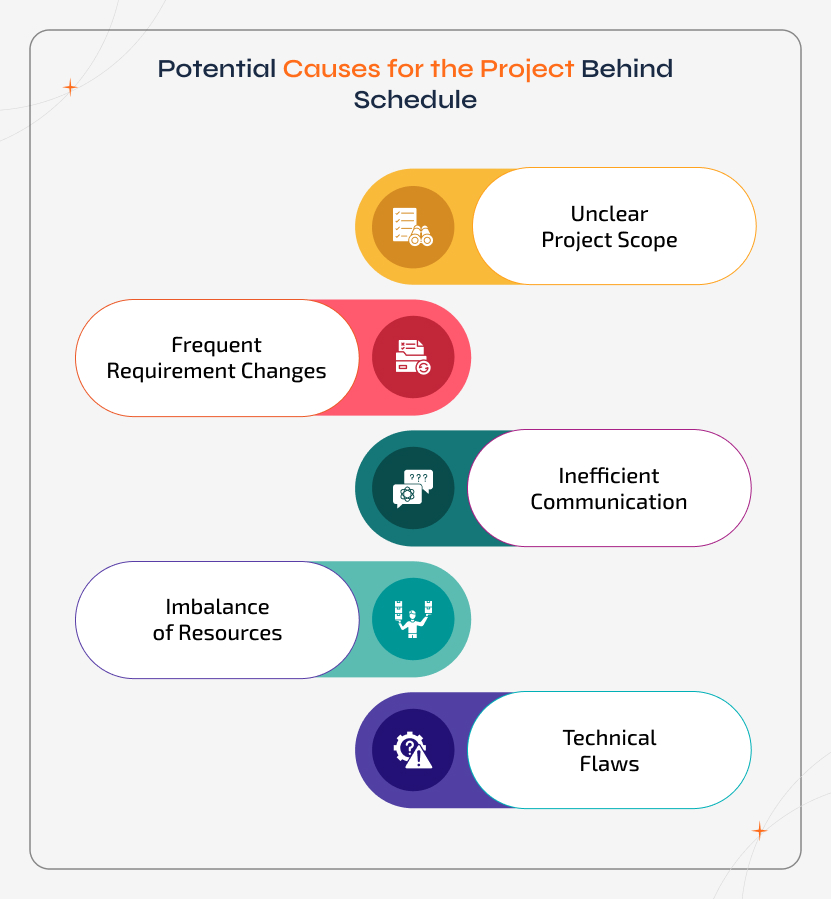 Potential Causes for the Project Behind
Schedule
Unclear
Project Scope
Frequent
Requirement Changes
???
Inefficient
Communication
Imbalance
of Resources
?
!
Technical
Flaws